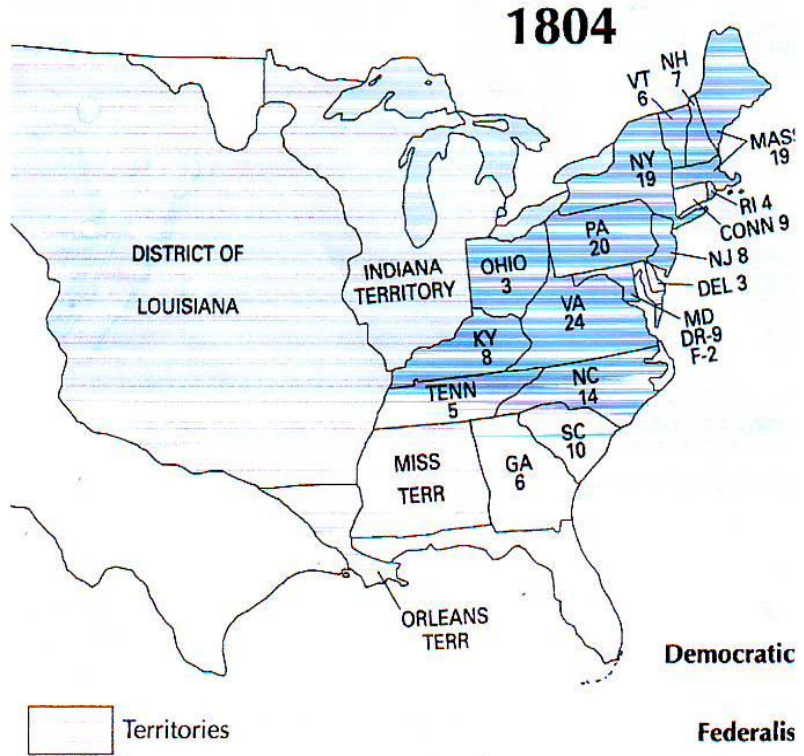 1804
NH
7
VT
6
MASS
19
NY
19
RI 4
CONN 9
PA
20
NJ 8
DEL 3
OHIO
3
INDIANA
TERRITORY
DISTRICT OF
LOUISIANA
VA
24
MD
DR-9
F-2
KY
8
NC
14
TENN
5
SC
10
MISS
TERR
GA
6
ORLEANS
TERR
Democratic
Territories
Federalis